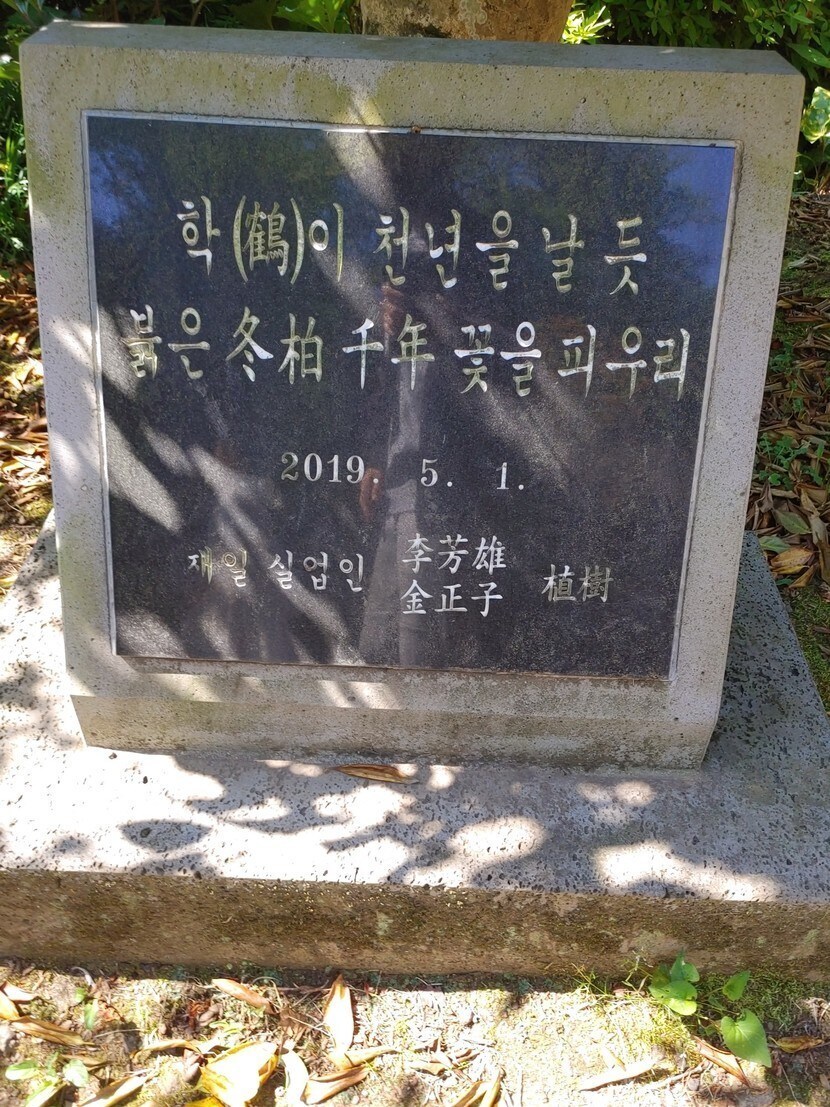 학(鶴)이 천년을 날 듯
붉은 冬柏 千年 꽃을 피우리
2019. 5. 1.
재일 실업인 李芳雄 金正子 植樹